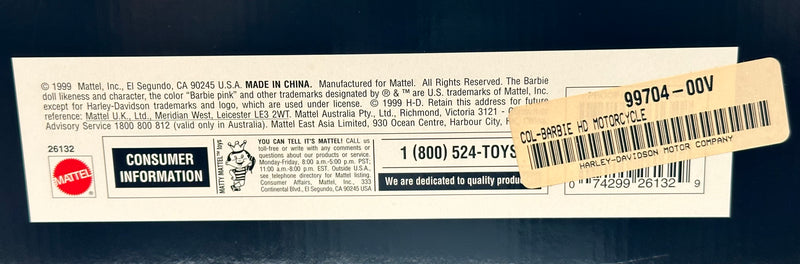 © 1999 Mattel, Inc., El Segundo, CA 90245 U.S.A. MADE IN CHINA. Manufactured for Mattel. All Rights Reserved. The Barbie
doll likeness and character, the color "Barbie pink" and other trademarks designated by ® & ™ are U.S. trademarks of Mattel, Inc.
except for Harley-Davidson trademarks and logo, which are used under license. © 1999 H-D. Retain this address for future
reference: Mattel U.K., Ltd., Meridian West, Leicester LE3 2WT. Mattel Australia Pty., Ltd., Richmond, Victoria 3121 -
Advisory Service 1800 800 812 (valid only in Australia). Mattel East Asia Limited, 930 Ocean Centre, Harbour City,
26132
MATTEL
®
CONSUMER
INFORMATION
MATTY MATTEL™ toys
YOU CAN TELL IT'S MATTEL! CALL us
toll-free or write with any comments or
questions about our products or service.
Monday-Friday, 8:00 a.m.-5:00 p.m. PST;
11:00 a.m.-8:00 p.m. EST. Outside U.S.A.,
see telephone directory for Mattel listing.
Consumer Affairs, Mattel, Inc., 333
Continental Blvd., El Segundo, CA 90245 USA
1 (800) 524-TOYS
We are dedicated to quality
99704-00V
COL-BARBIE HD MOTORCYCLE
HARLEY-DAVIDSON MOTOR COMPANY
0 74299 26132 9